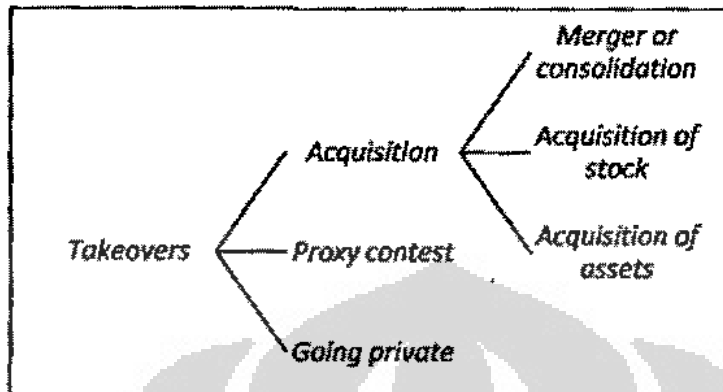 Merger or
consolidation
Acquisition
Acquisition of
stock
Takeovers
Proxy contest
Acquisition of
assets
Going private